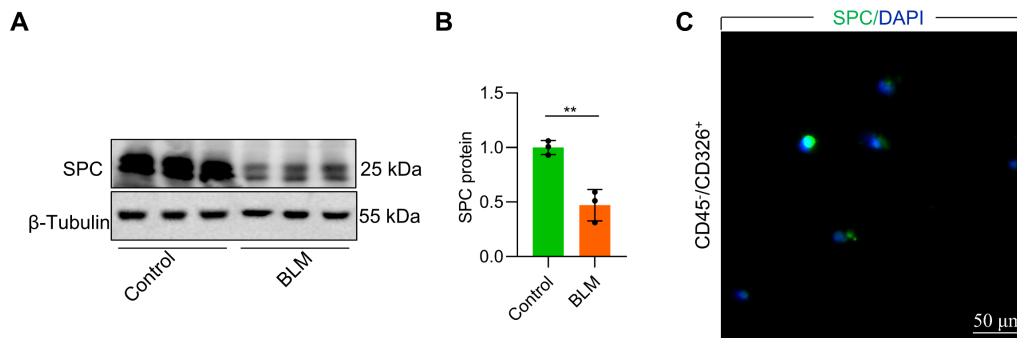 A
SPC
25 kDa
β-Tubulin
55 kDa
Control
BLM
B
SPC protein
1.5
1.0
0.5
0.0
**
Control
BLM
C
SPC/DAPI
CD45⁻/CD326⁺
50 μm